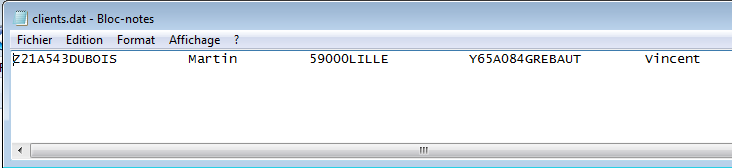 clients.dat - Bloc-notes
Fichier Edition Format Affichage ?
Z21A543DUBOIS Martin 59000LILLE Y65A084GREBAUT Vincent